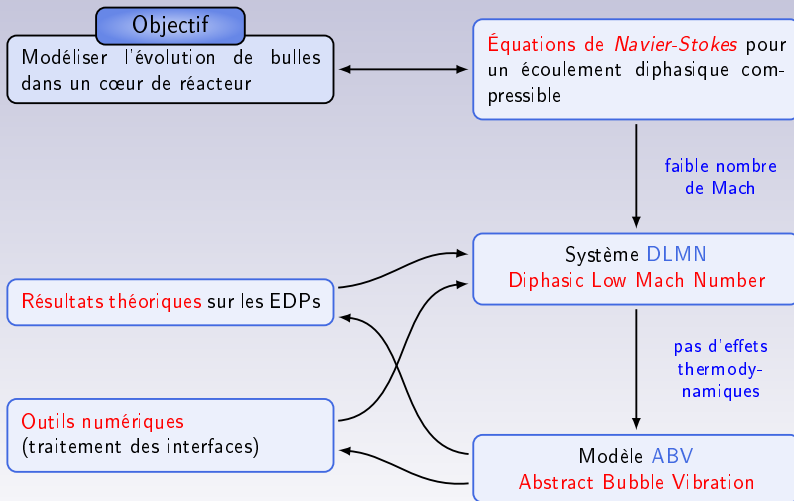 Objectif
Modéliser l'évolution de bulles
dans un cœur de réacteur
Équations de Navier-Stokes pour
un écoulement diphasique com-
pressible
faible nombre
de Mach
Système DLMN
Diphasic Low Mach Number
Résultats théoriques sur les EDPs
pas d'effets
thermody-
namiques
Outils numériques
(traitement des interfaces)
Modèle ABV
Abstract Bubble Vibration